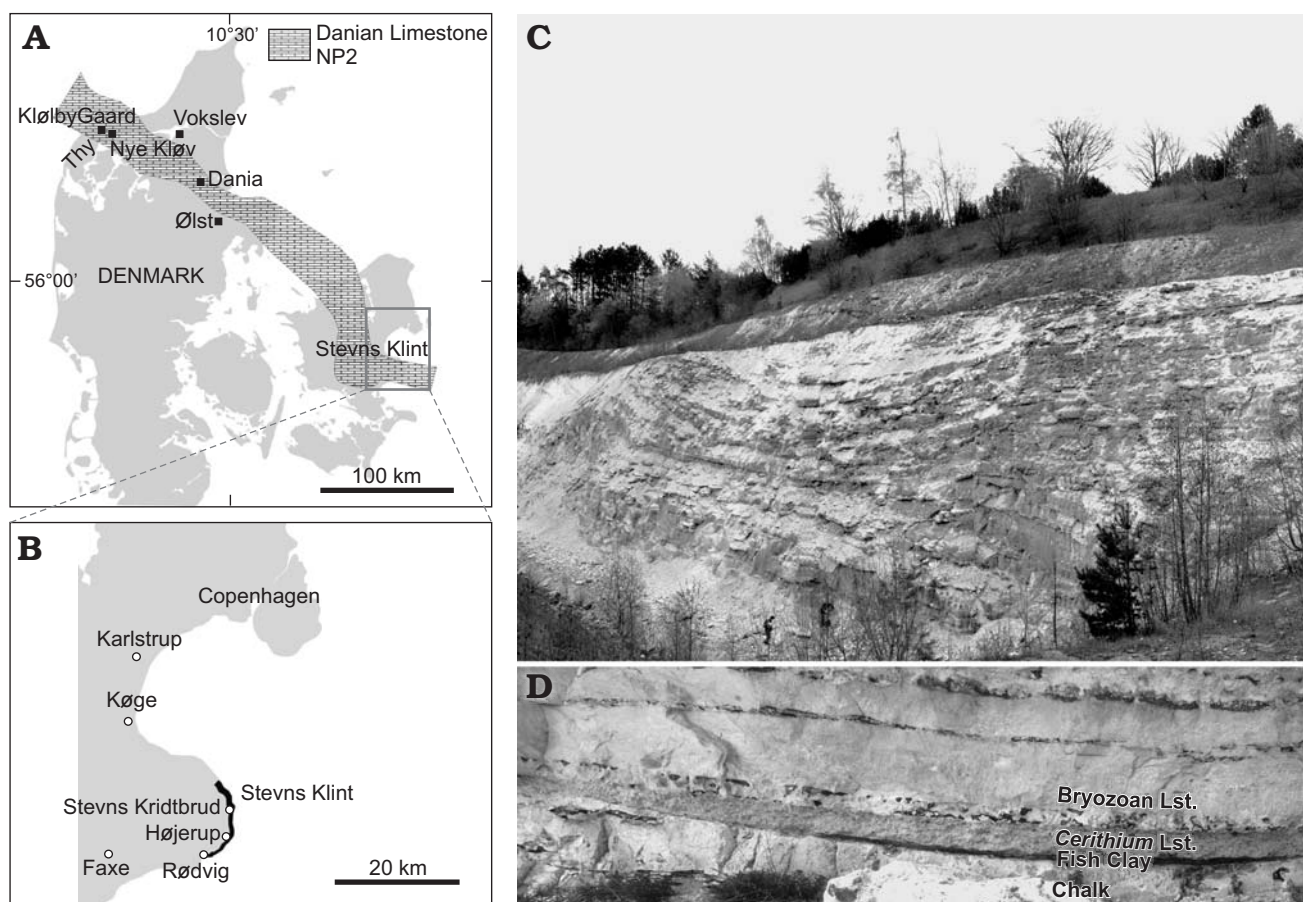 A
10°30’
Danian Limestone
NP2
KlølbyGaard
Vokslev
Thy
Nye Kløv
Dania
Ølst
56°00’
DENMARK
Stevns Klint
100 km
B
Copenhagen
Karlstrup
Køge
Stevns Klint
Stevns Kridtbrud
Højerup
Faxe
Rødvig
20 km
C
D
Bryozoan Lst.
Cerithium Lst.
Fish Clay
Chalk